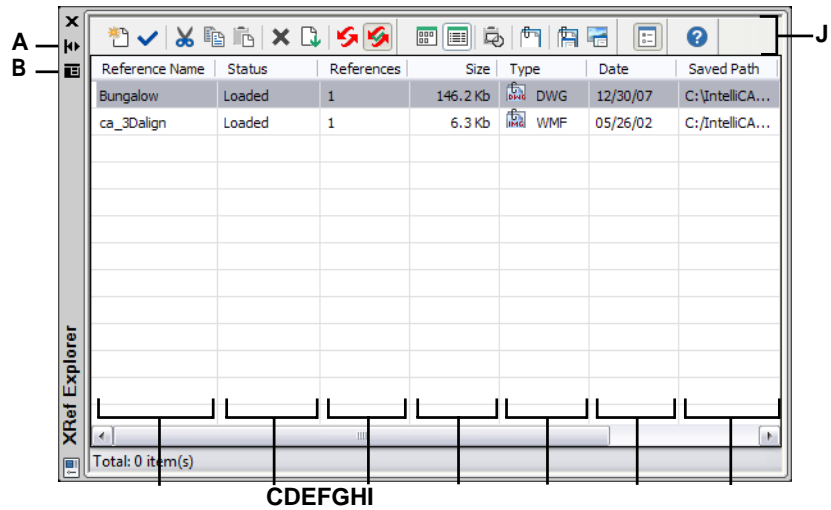 A
B
J
Reference Name Status References Size Type Date Saved Path
Bungalow Loaded 1 146.2 Kb DWG 12/30/07 C:\IntelliCA...
ca_3Dalign Loaded 1 6.3 Kb WMF 05/26/02 C:/IntelliCA...
XRef Explorer
Total: 0 item(s)
CDEFGHI